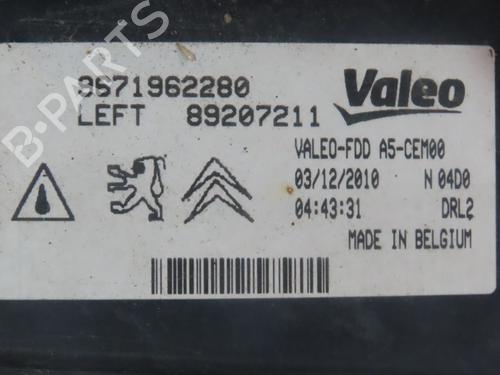 9671962280
LEFT 89207211
Valeo
VALEO-FDD A5-CEM00
03/12/2010 N 04D0
04:43:31 DRL2
MADE IN BELGIUM
B-PARTS